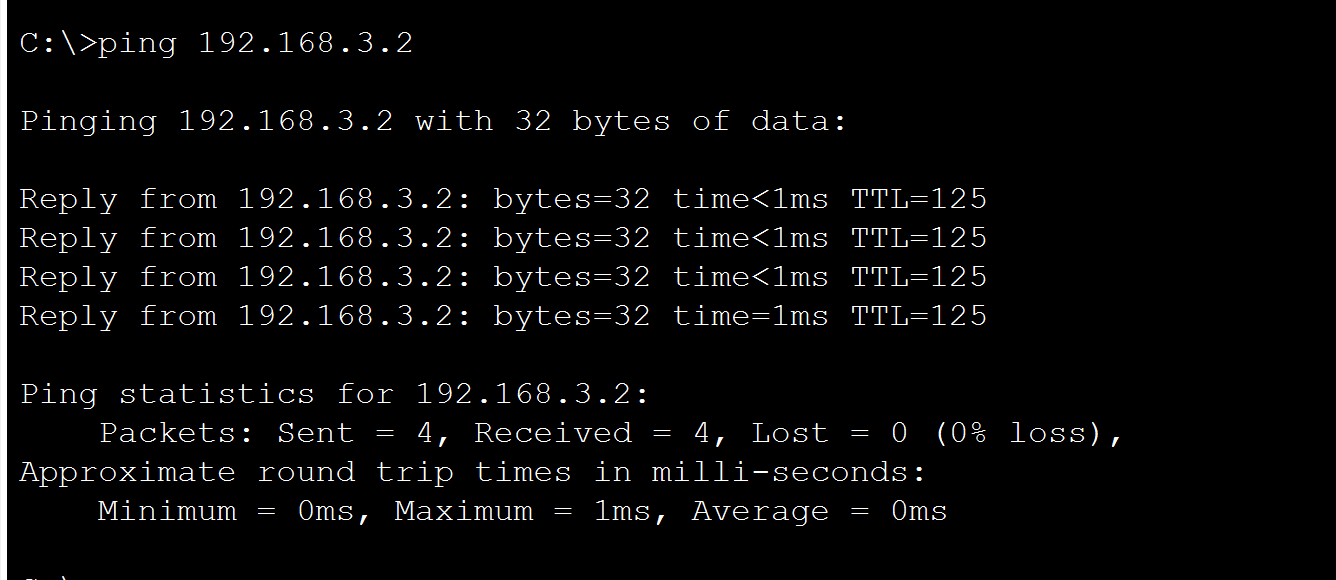 C:\>ping 192.168.3.2
Pinging 192.168.3.2 with 32 bytes of data:
Reply from 192.168.3.2: bytes=32 time<1ms TTL=125
Reply from 192.168.3.2: bytes=32 time<1ms TTL=125
Reply from 192.168.3.2: bytes=32 time<1ms TTL=125
Reply from 192.168.3.2: bytes=32 time=1ms TTL=125
Ping statistics for 192.168.3.2:
    Packets: Sent = 4, Received = 4, Lost = 0 (0% loss),
Approximate round trip times in milli-seconds:
    Minimum = 0ms, Maximum = 1ms, Average = 0ms